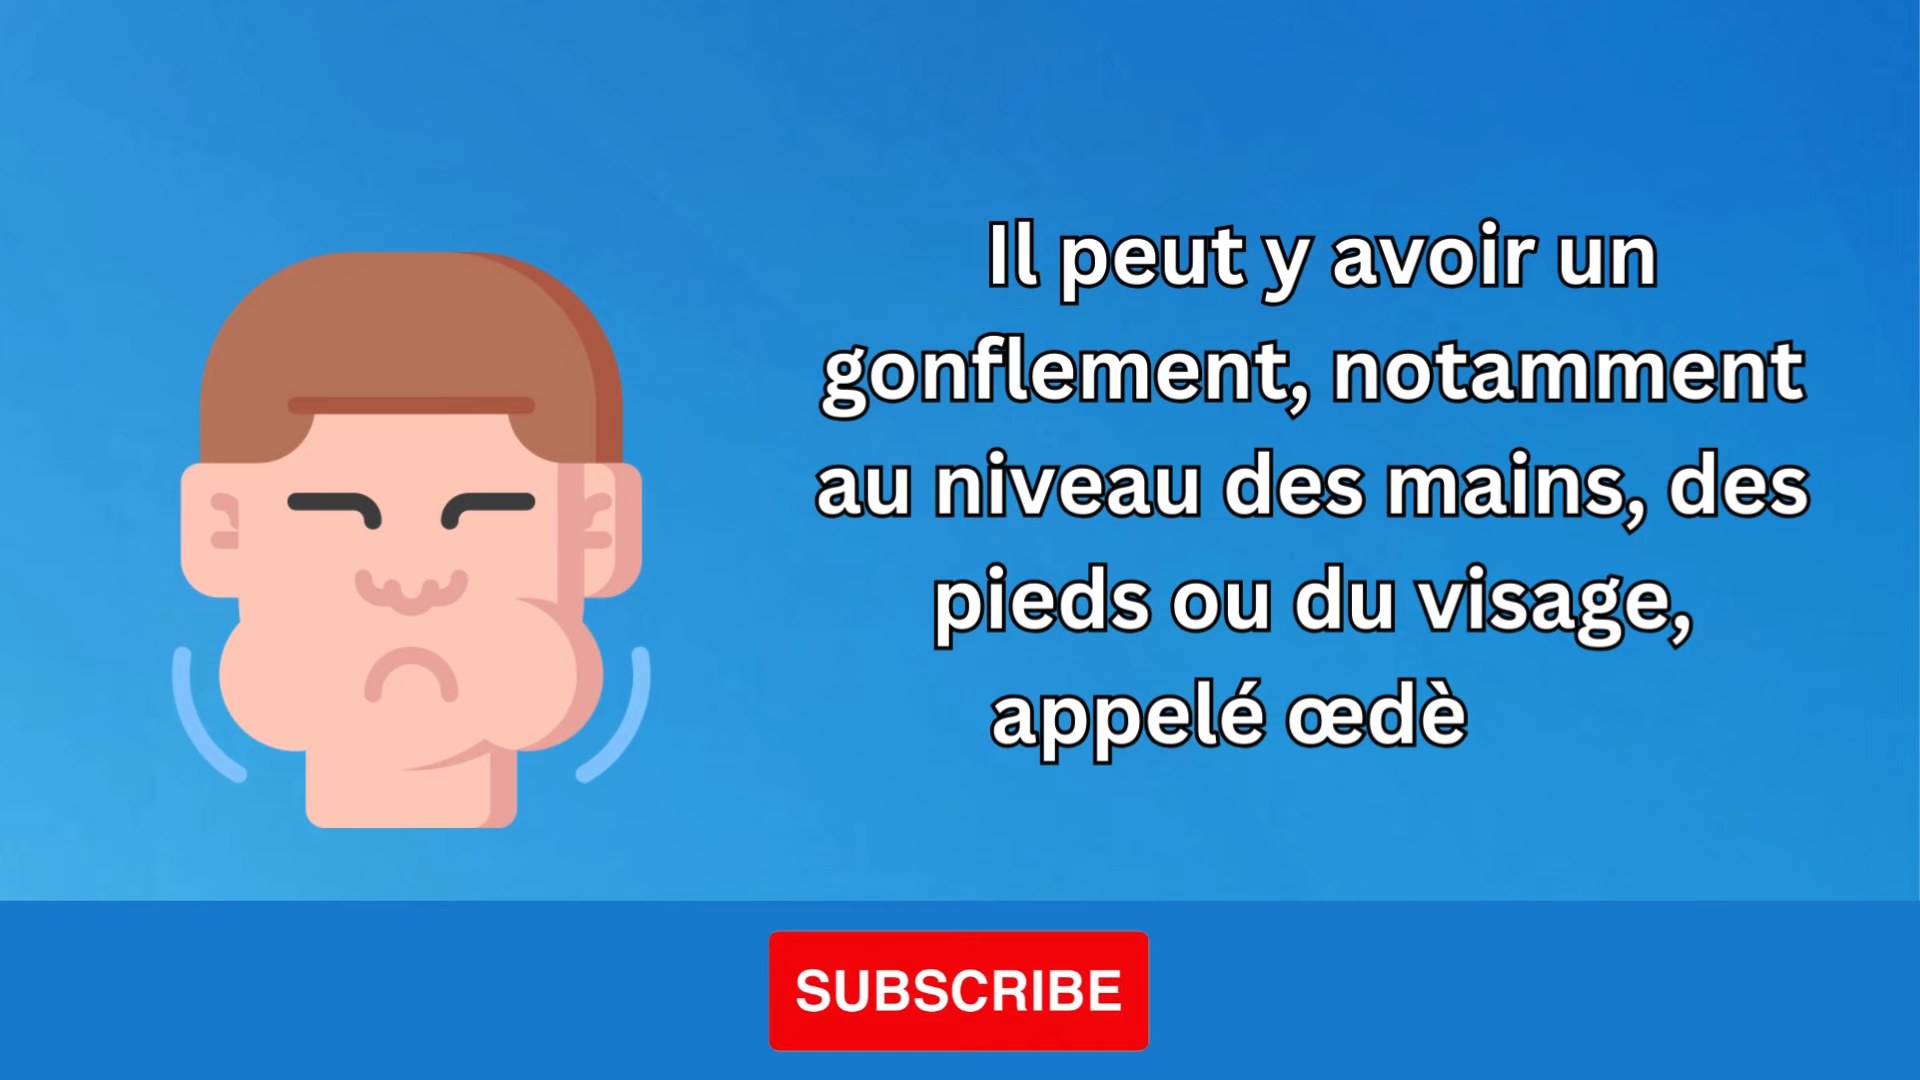 Il peut y avoir un
gonflement, notamment
au niveau des mains, des
pieds ou du visage,
appelé œdè
SUBSCRIBE